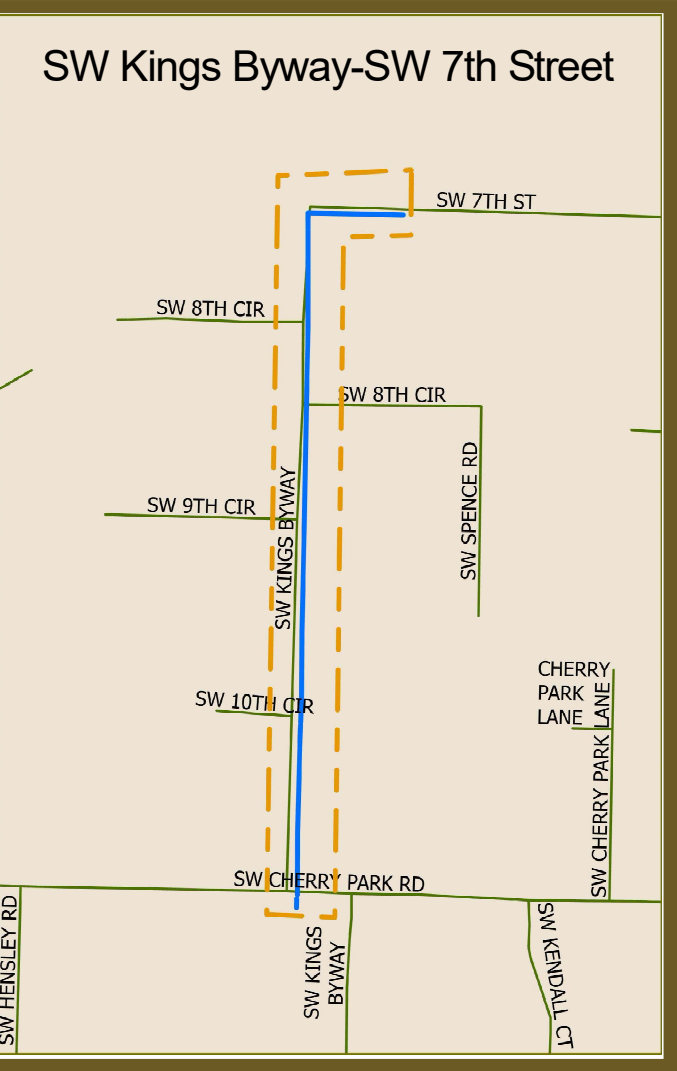 SW Kings Byway-SW 7th Street
SW 7TH ST
SW 8TH CIR
SW 8TH CIR
SW SPENCE RD
SW KINGS BYWAY
SW 9TH CIR
SW 10TH CIR
CHERRY
PARK
LANE
SW CHERRY PARK LANE
SW CHERRY PARK RD
SW HENSLEY RD
SW KINGS
BYWAY
SW KENDALL CT